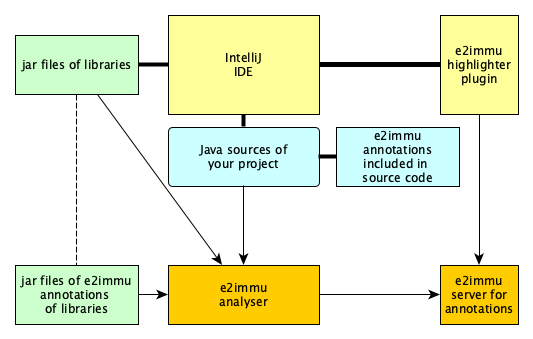 jar files of libraries
IntelliJ
IDE
e2immu
highlighter
plugin
Java sources of
your project
e2immu
annotations
included in
source code
jar files of e2immu
annotations
of libraries
e2immu
analyser
e2immu
server for
annotations